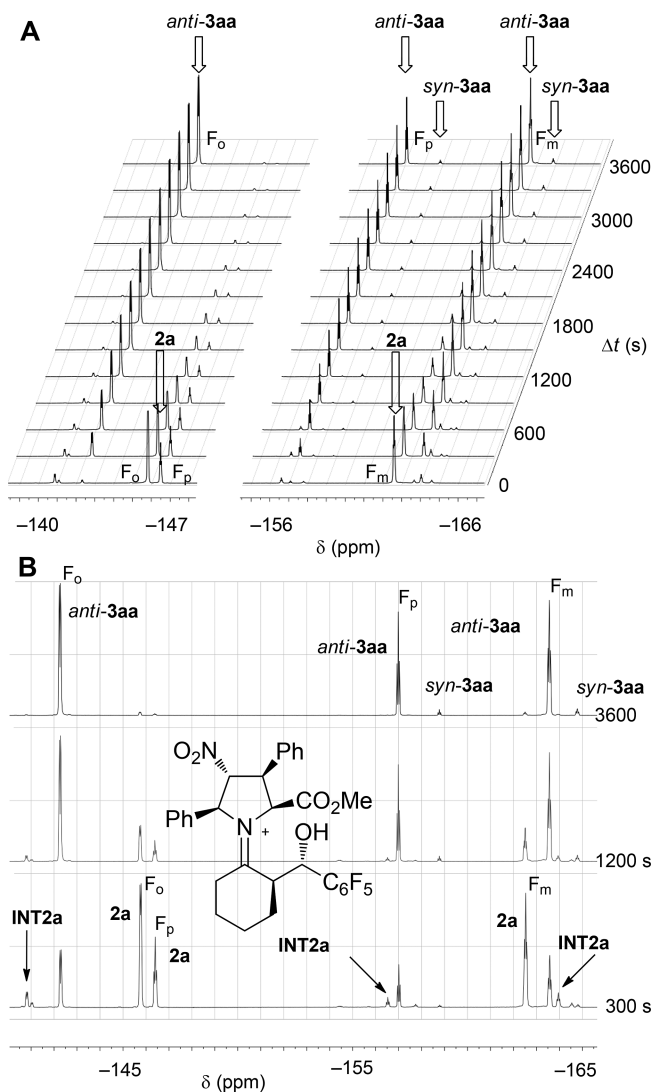 A
anti-3aa
anti-3aa
anti-3aa
syn-3aa
syn-3aa
Fo
Fp
Fm
3600
3000
2400
1800
Δt (s)
1200
600
0
2a
2a
Fo
Fp
Fm
−140
−147
−156
−166
δ (ppm)
B
Fo
anti-3aa
Fp
anti-3aa
anti-3aa
Fm
syn-3aa
syn-3aa
3600
O2N
Ph
Ph
CO2Me
N
+
OH
C6F5
1200 s
INT2a
2a
Fo
Fp
2a
INT2a
2a
Fm
INT2a
300 s
−145
−155
−165
δ (ppm)